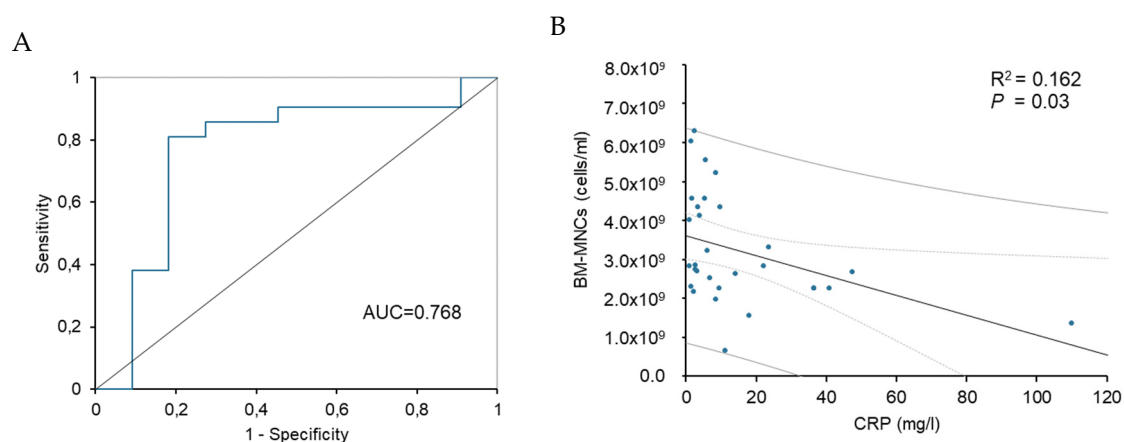 A
1
0,8
0,6
0,4
0,2
0
Sensitivity
AUC=0.768
0
0,2
0,4
0,6
0,8
1
1 - Specificity
B
8.0x10⁹
7.0x10⁹
6.0x10⁹
5.0x10⁹
4.0x10⁹
3.0x10⁹
2.0x10⁹
1.0x10⁹
0.0
BM-MNCs (cells/ml)
R² = 0.162
P = 0.03
0
20
40
60
80
100
120
CRP (mg/l)